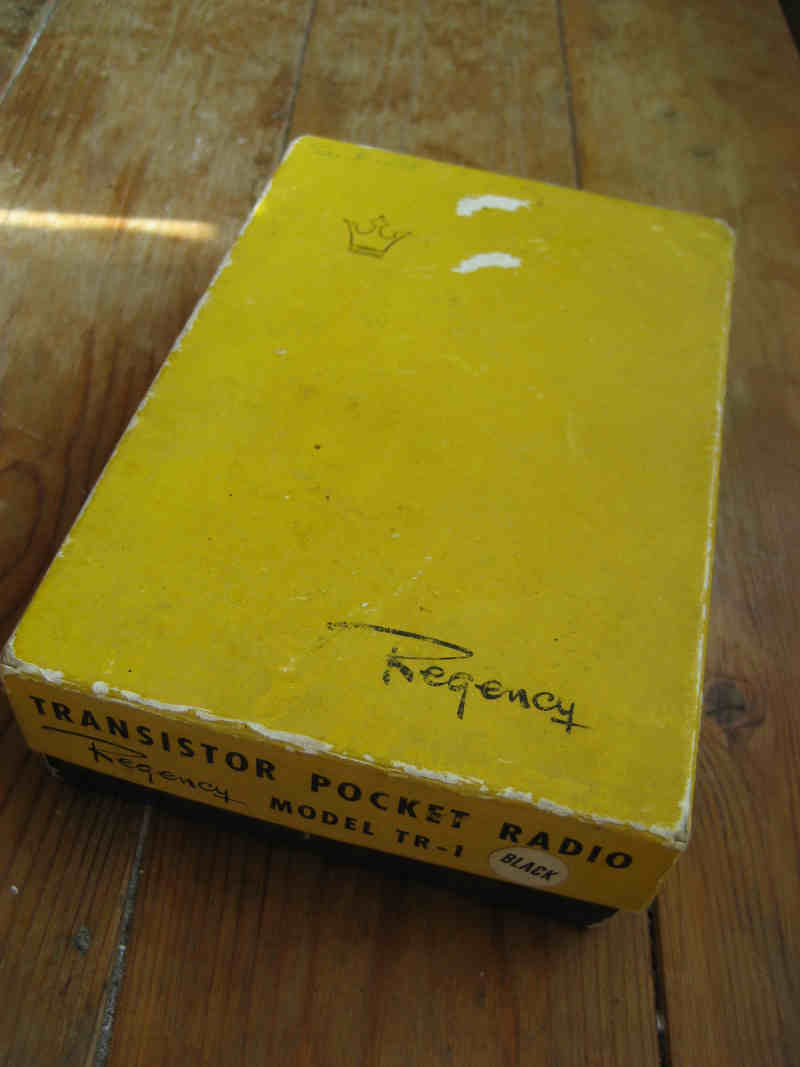 Regency
TRANSISTOR POCKET RADIO
Regency MODEL TR-1 BLACK